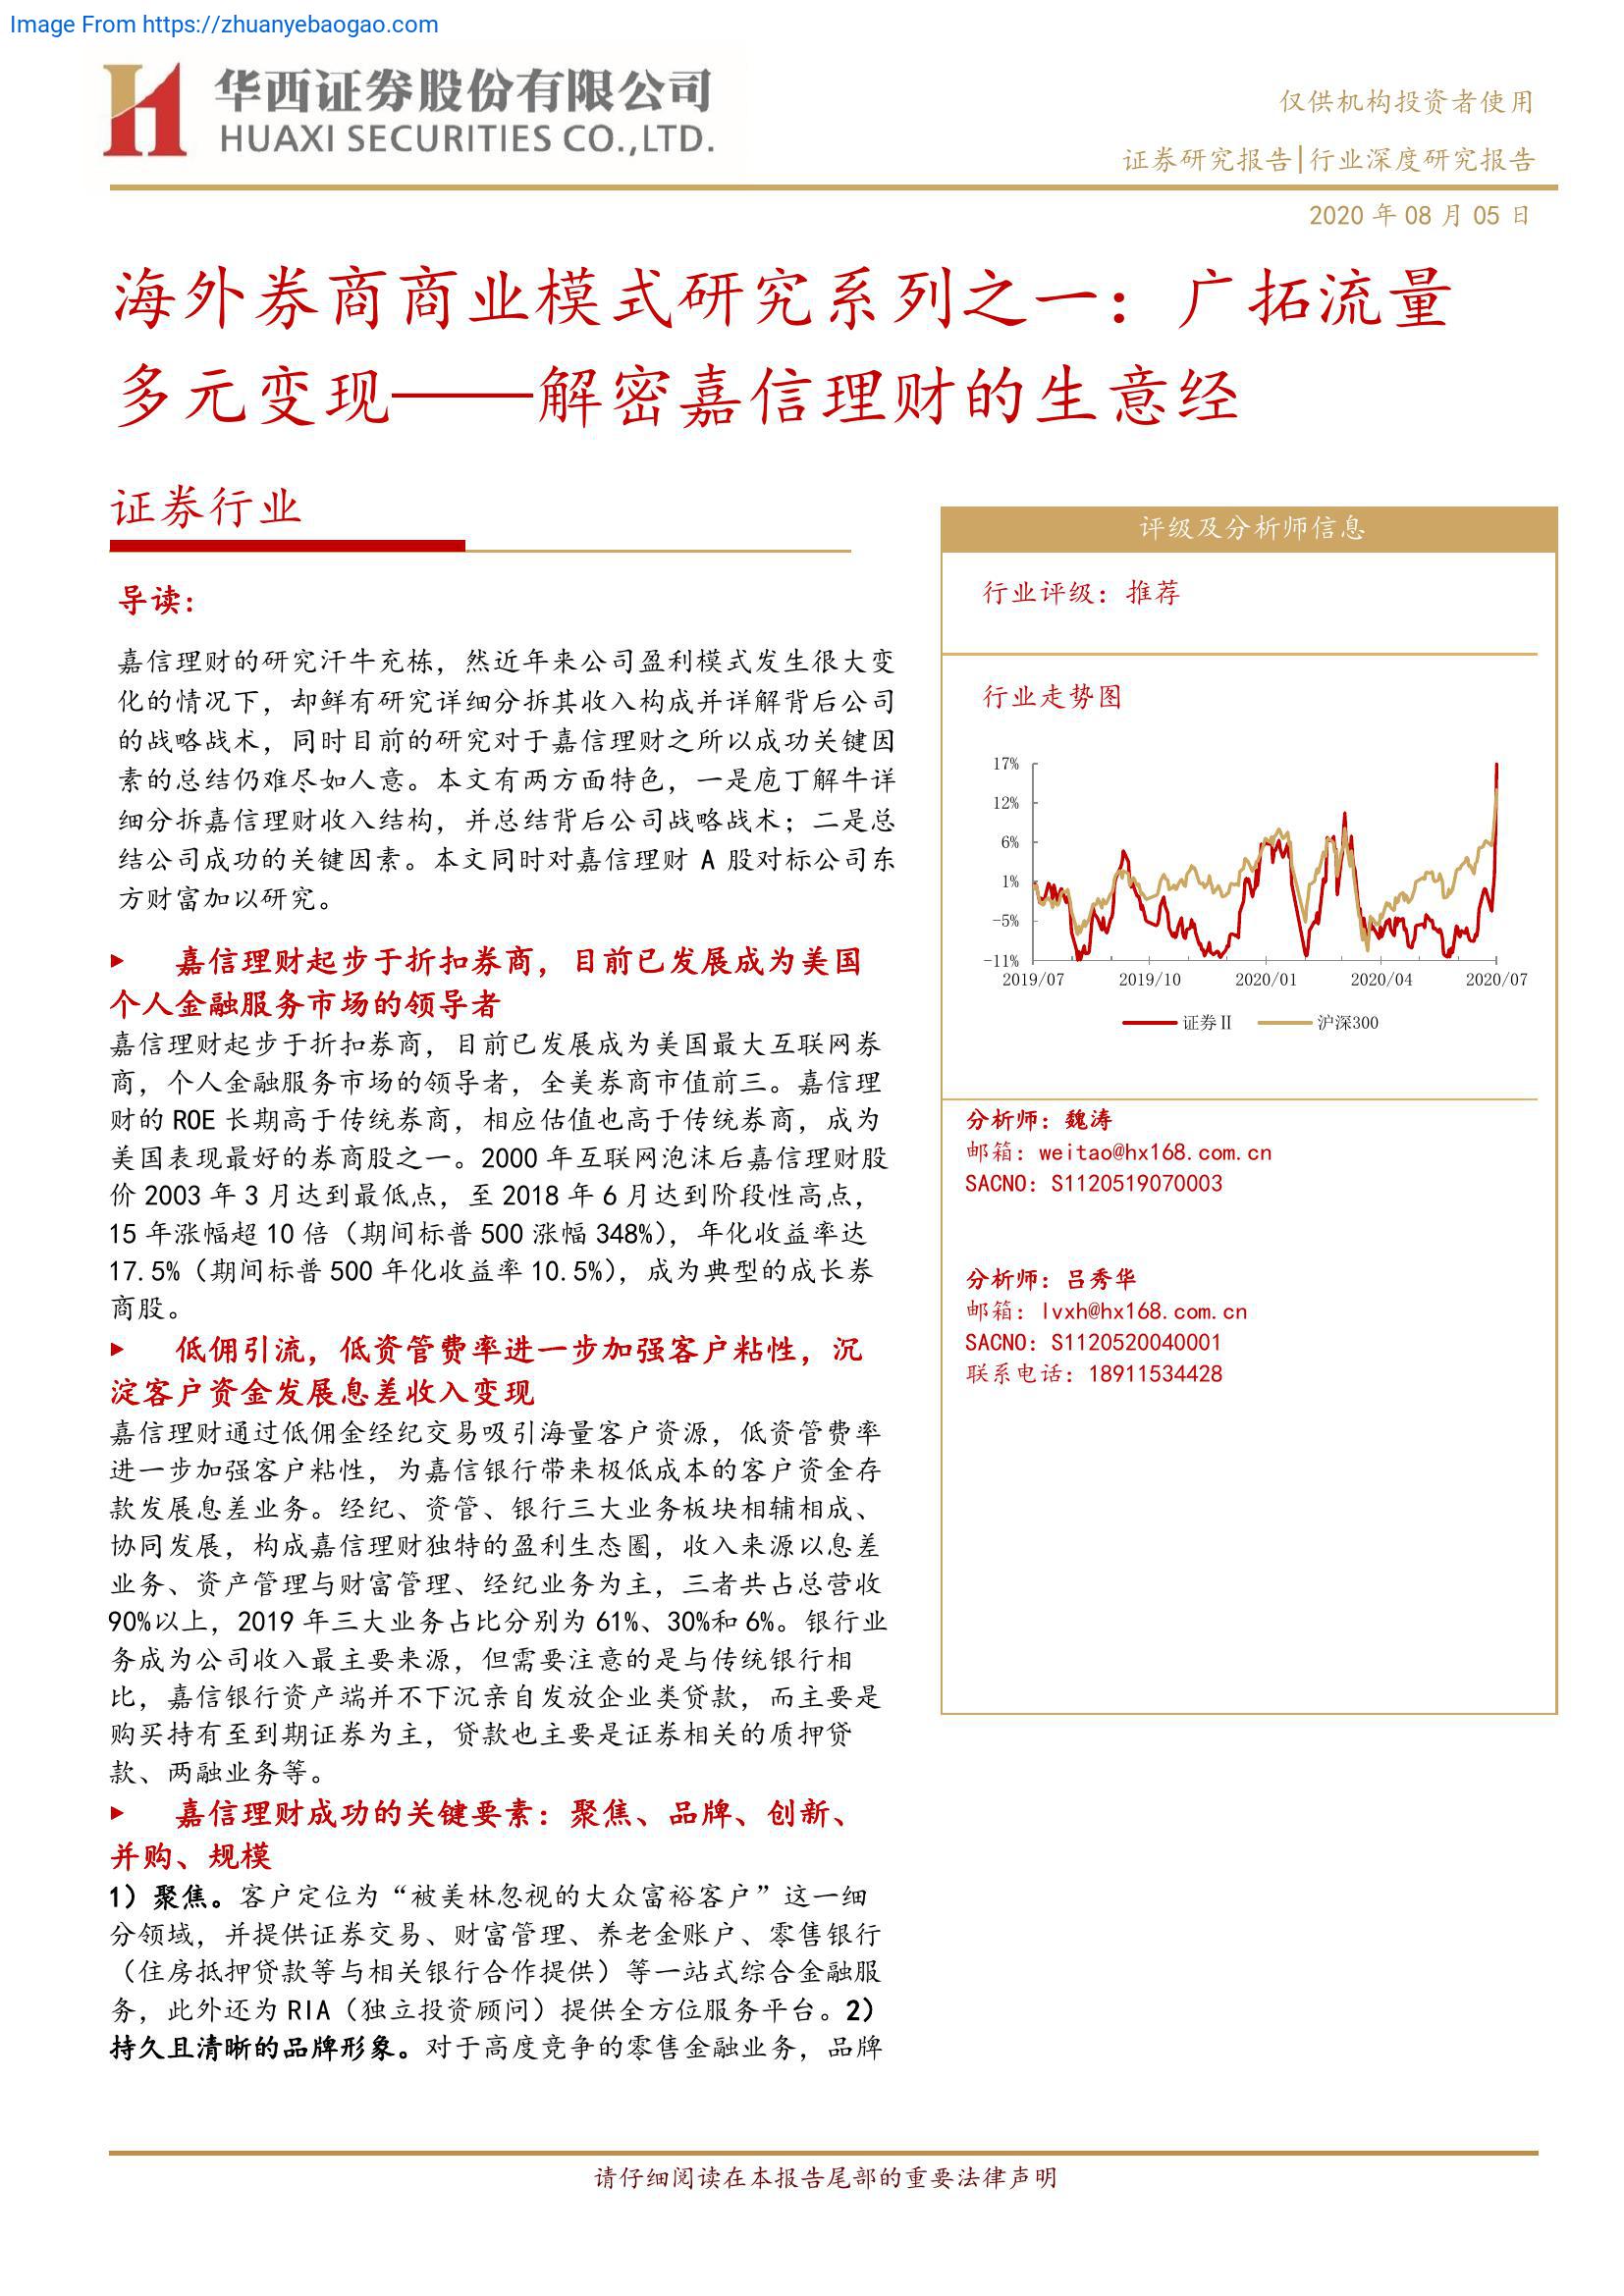 Image From https://zhuanyebaogao.com
华西证券股份有限公司
HUAXI SECURITIES CO.,LTD.
仅供机构投资者使用
证券研究报告|行业深度研究报告
2020 年 08 月 05 日
海外券商商业模式研究系列之一：广拓流量
多元变现——解密嘉信理财的生意经
证券行业
导读：
嘉信理财的研究汗牛充栋，然近年来公司盈利模式发生很大变
化的情况下，却鲜有研究详细分拆其收入构成并详解背后公司
的战略战术，同时目前的研究对于嘉信理财之所以成功关键因
素的总结仍难尽如人意。本文有两方面特色，一是庖丁解牛详
细分拆嘉信理财收入结构，并总结背后公司战略战术；二是总
结公司成功的关键因素。本文同时对嘉信理财 A 股对标公司东
方财富加以研究。
嘉信理财起步于折扣券商，目前已发展成为美国
个人金融服务市场的领导者
嘉信理财起步于折扣券商，目前已发展成为美国最大互联网券
商，个人金融服务市场的领导者，全美券商市值前三。嘉信理
财的 ROE 长期高于传统券商，相应估值也高于传统券商，成为
美国表现最好的券商股之一。2000 年互联网泡沫后嘉信理财股
价 2003 年 3 月达到最低点，至 2018 年 6 月达到阶段性高点，
15 年涨幅超 10 倍（期间标普 500 涨幅 348%），年化收益率达
17.5%（期间标普 500 年化收益率 10.5%），成为典型的成长券
商股。
低佣引流，低资管费率进一步加强客户粘性，沉
淀客户资金发展息差收入变现
嘉信理财通过低佣金经纪交易吸引海量客户资源，低资管费率
进一步加强客户粘性，为嘉信银行带来极低成本的客户资金存
款发展息差业务。经纪、资管、银行三大业务板块相辅相成、
协同发展，构成嘉信理财独特的盈利生态圈，收入来源以息差
业务、资产管理与财富管理、经纪业务为主，三者共占总营收
90%以上，2019 年三大业务占比分别为 61%、30%和 6%。银行业
务成为公司收入最主要来源，但需要注意的是与传统银行相
比，嘉信银行资产端并不下沉亲自发放企业类贷款，而主要是
购买持有至到期证券为主，贷款也主要是证券相关的质押贷
款、两融业务等。
嘉信理财成功的关键要素：聚焦、品牌、创新、
并购、规模
1）聚焦。客户定位为“被美林忽视的大众富裕客户”这一细
分领域，并提供证券交易、财富管理、养老金账户、零售银行
（住房抵押贷款等与相关银行合作提供）等一站式综合金融服
务，此外还为 RIA（独立投资顾问）提供全方位服务平台。2）
持久且清晰的品牌形象。对于高度竞争的零售金融业务，品牌
评级及分析师信息
行业评级：推荐
行业走势图
17%
12%
6%
1%
-5%
-11%
2019/07 2019/10 2020/01 2020/04 2020/07
证券Ⅱ 沪深300
分析师：魏涛
邮箱：weitao@hx168.com.cn
SACNO：S1120519070003
分析师：吕秀华
邮箱：lvxh@hx168.com.cn
SACNO：S1120520040001
联系电话：18911534428
请仔细阅读在本报告尾部的重要法律声明